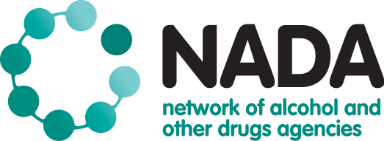 NADA
network of alcohol and
other drugs agencies